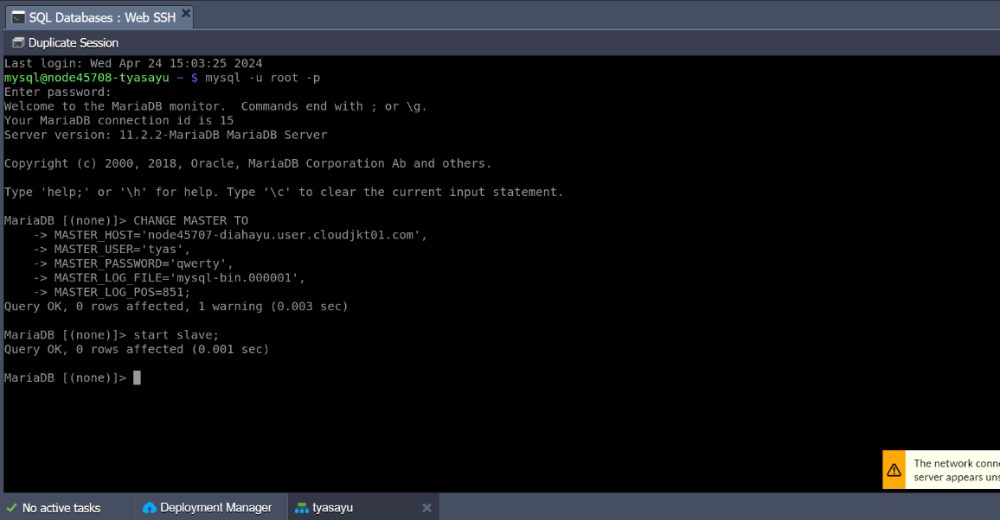 SQL Databases : Web SSH
Duplicate Session
Last login: Wed Apr 24 15:03:25 2024
mysql@node45708-tyasayu ~ $ mysql -u root -p
Enter password:
Welcome to the MariaDB monitor.  Commands end with ; or \g.
Your MariaDB connection id is 15
Server version: 11.2.2-MariaDB MariaDB Server
Copyright (c) 2000, 2018, Oracle, MariaDB Corporation Ab and others.
Type 'help;' or '\h' for help. Type '\c' to clear the current input statement.
MariaDB [(none)]> CHANGE MASTER TO
    -> MASTER_HOST='node45707-diahayu.user.cloudjkt01.com',
    -> MASTER_USER='tyas',
    -> MASTER_PASSWORD='qwerty',
    -> MASTER_LOG_FILE='mysql-bin.000001',
    -> MASTER_LOG_POS=851;
Query OK, 0 rows affected, 1 warning (0.003 sec)
MariaDB [(none)]> start slave;
Query OK, 0 rows affected (0.001 sec)
MariaDB [(none)]>
The network conne
server appears uns
No active tasks
Deployment Manager
tyasayu